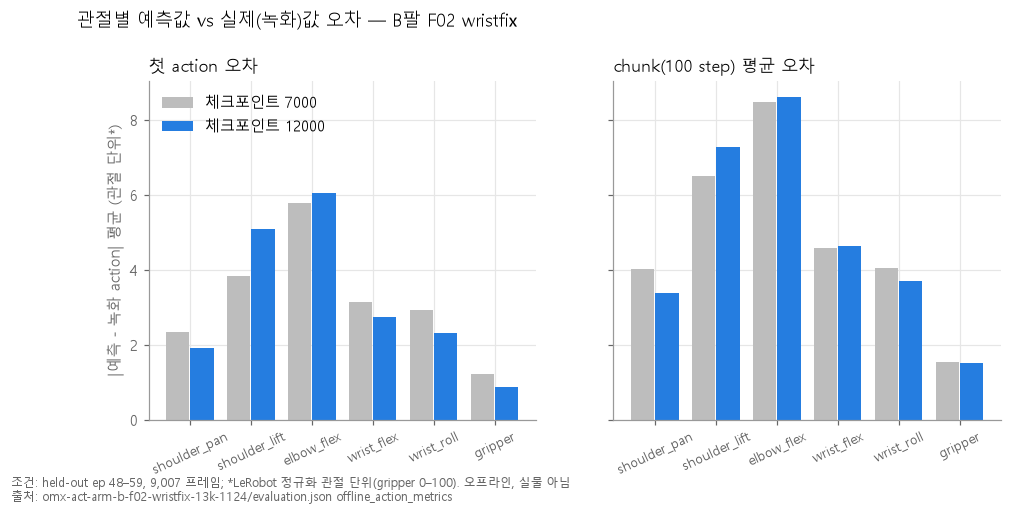 관절별 예측값 vs 실제(녹화)값 오차 — B팔 F02 wristfix
첫 action 오차
체크포인트 7000
체크포인트 12000
|예측 - 녹화 action| 평균 (관절 단위*)
8
6
4
2
0
shoulder_pan
shoulder_lift
elbow_flex
wrist_flex
wrist_roll
gripper
chunk(100 step) 평균 오차
shoulder_pan
shoulder_lift
elbow_flex
wrist_flex
wrist_roll
gripper
조건: held-out ep 48–59, 9,007 프레임; *LeRobot 정규화 관절 단위(gripper 0–100). 오프라인, 실물 아님
출처: omx-act-arm-b-f02-wristfix-13k-1124/evaluation.json offline_action_metrics